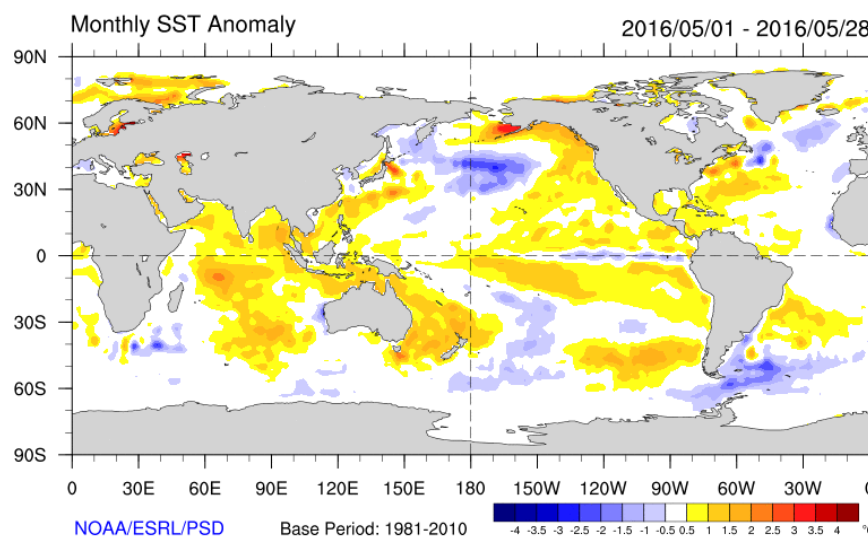 Monthly SST Anomaly 2016/05/01 - 2016/05/28
90N
60N
30N
0
30S
60S
90S
0 30E 60E 90E 120E 150E 180 150W 120W 90W 60W 30W 0
NOAA/ESRL/PSD Base Period: 1981-2010
-4 -3.5 -3 -2.5 -2 -1.5 -1 -0.5 0.5 1 1.5 2 2.5 3 3.5 4